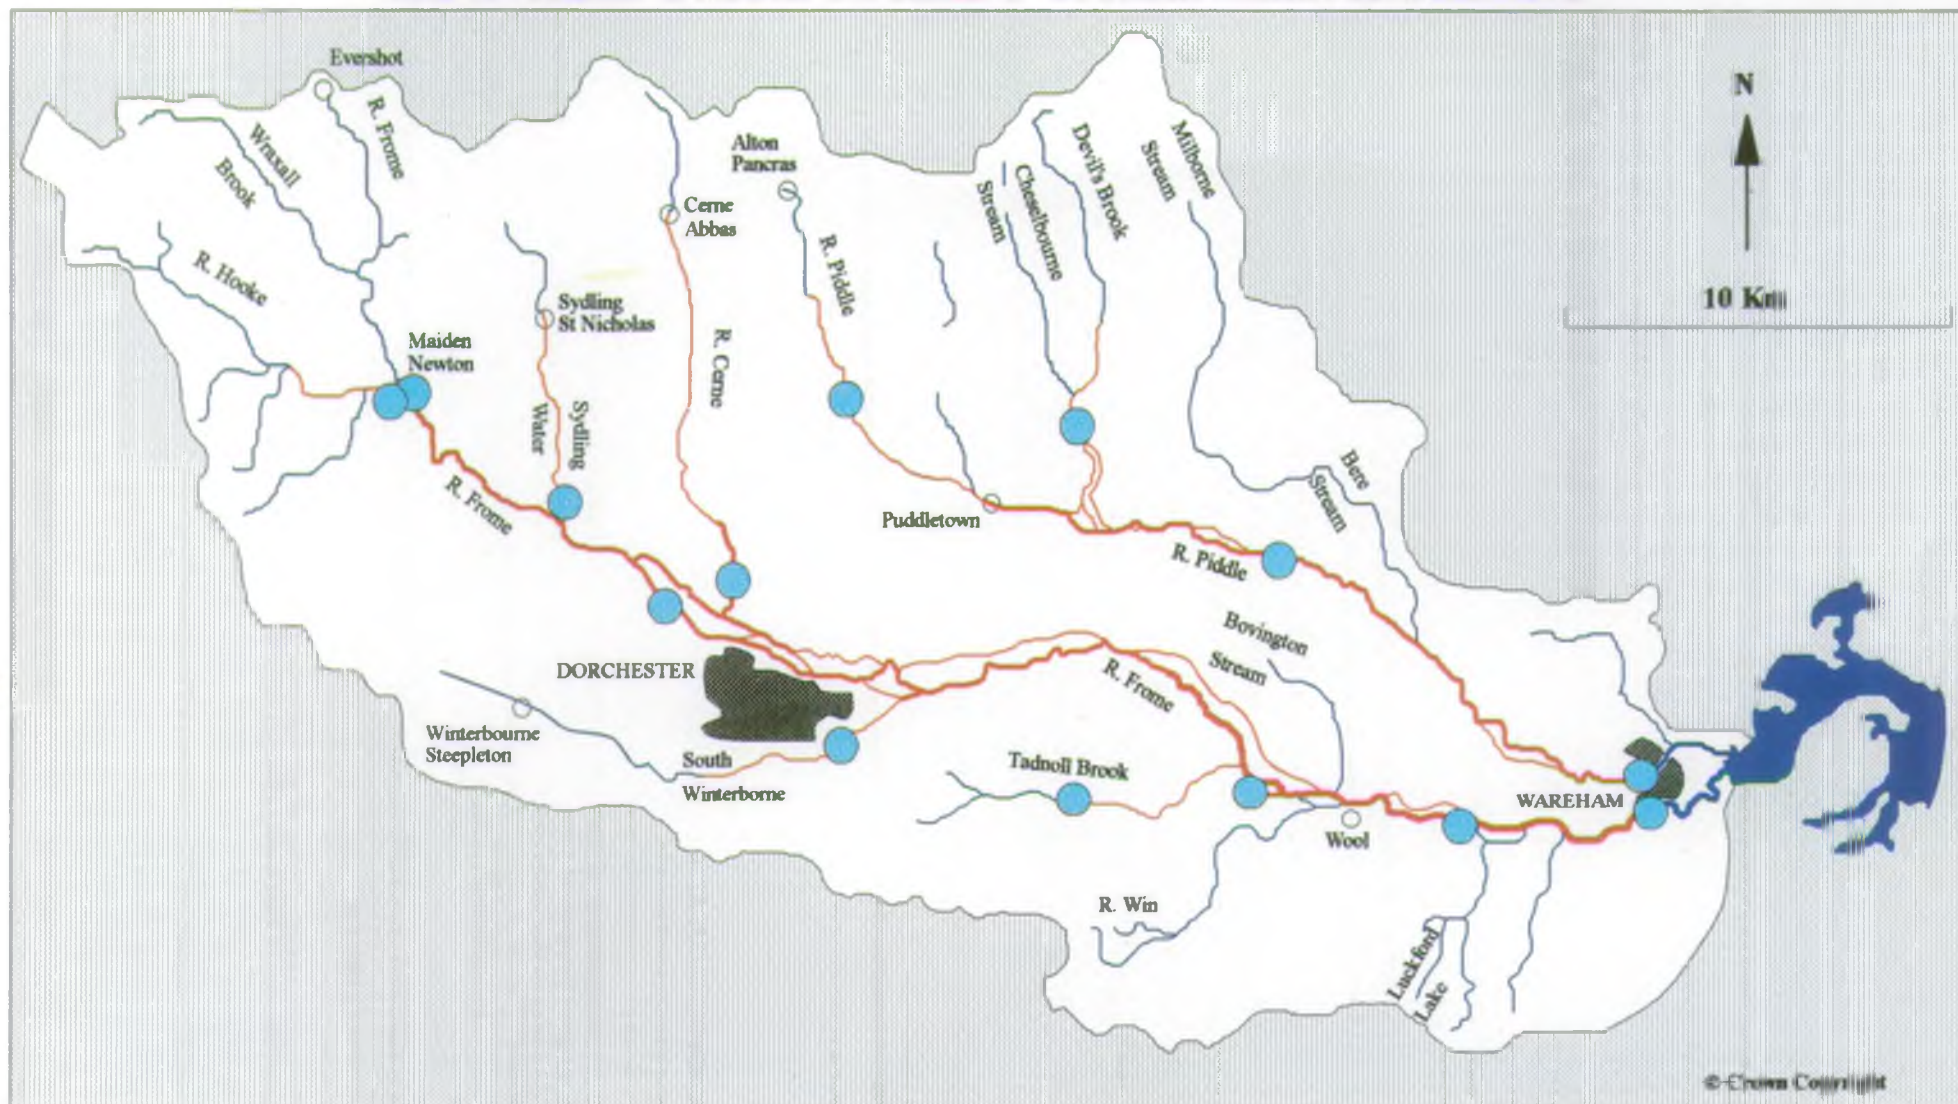 Evershot
R. Frome
Wraxall
Brook
R. Hooke
Maiden
Newton
Sydling
St Nicholas
Sydling
Water
Cerne
Abbas
R. Cerne
Alton
Pancras
R. Piddle
Cheselbourne
Stream
Devil's Brook
Milborne
Stream
N
10 Km
Bere
Stream
R. Frome
Puddletown
R. Piddle
Bovington
Stream
DORCHESTER
R. Frome
Winterbourne
Steepleton
South
Winterborne
Tadnoll Brook
WAREHAM
Wool
R. Win
Luckford
Lake
© Crown Copyright